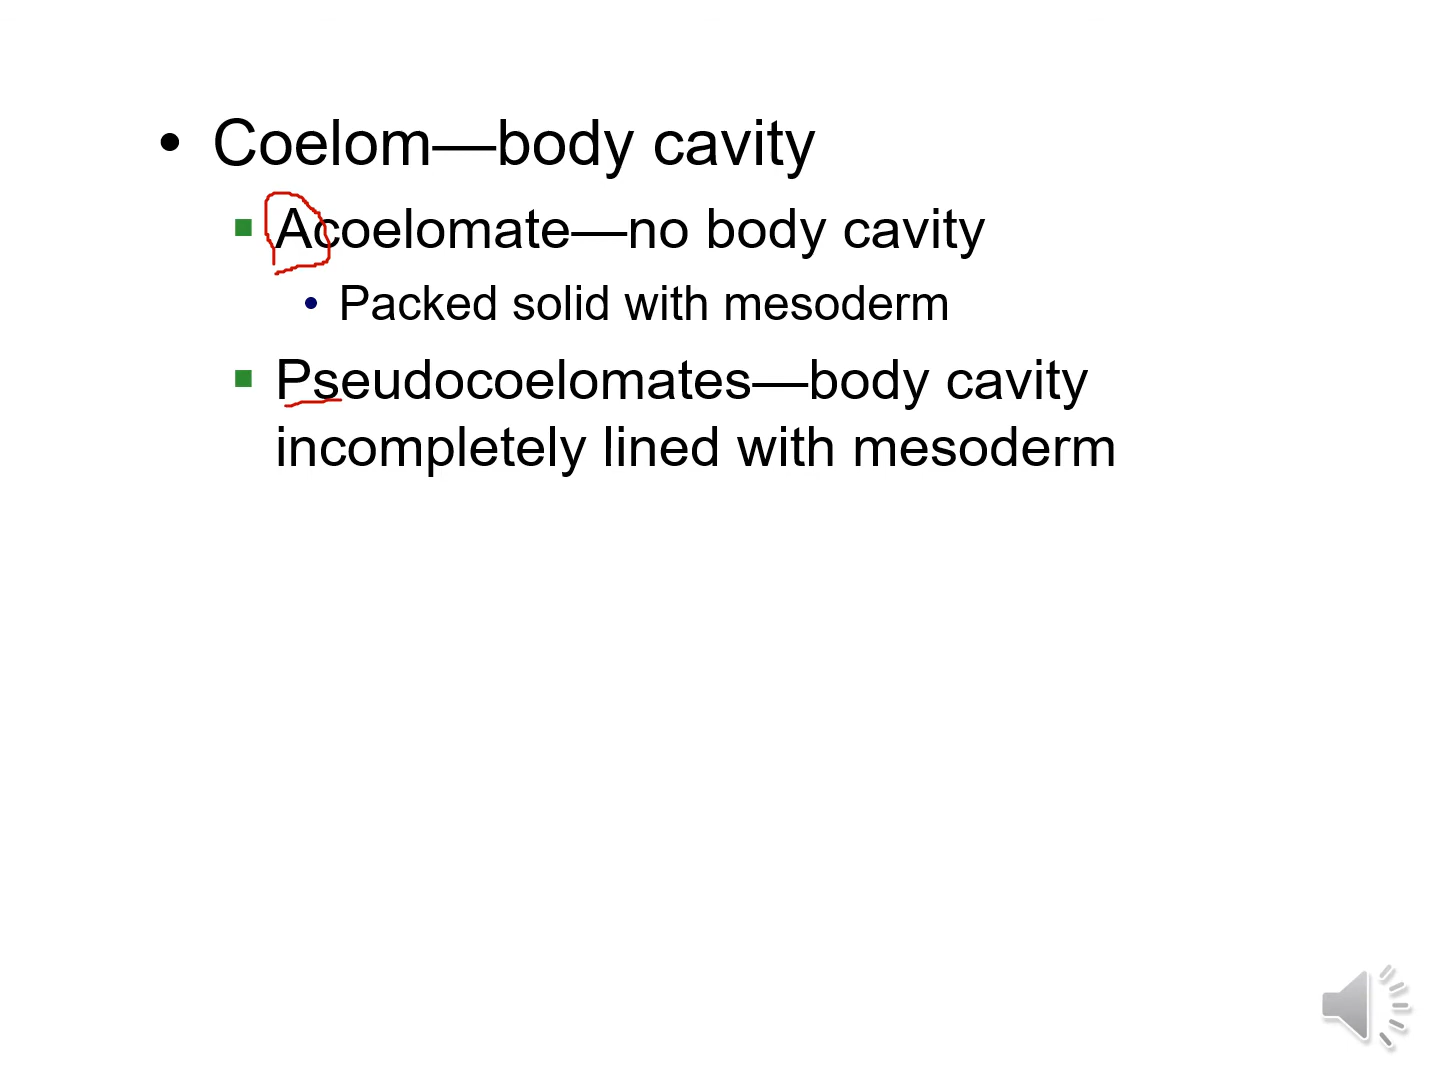 • Coelom—body cavity
▪ Acoelomate—no body cavity
• Packed solid with mesoderm
▪ Pseudocoelomates—body cavity
incompletely lined with mesoderm